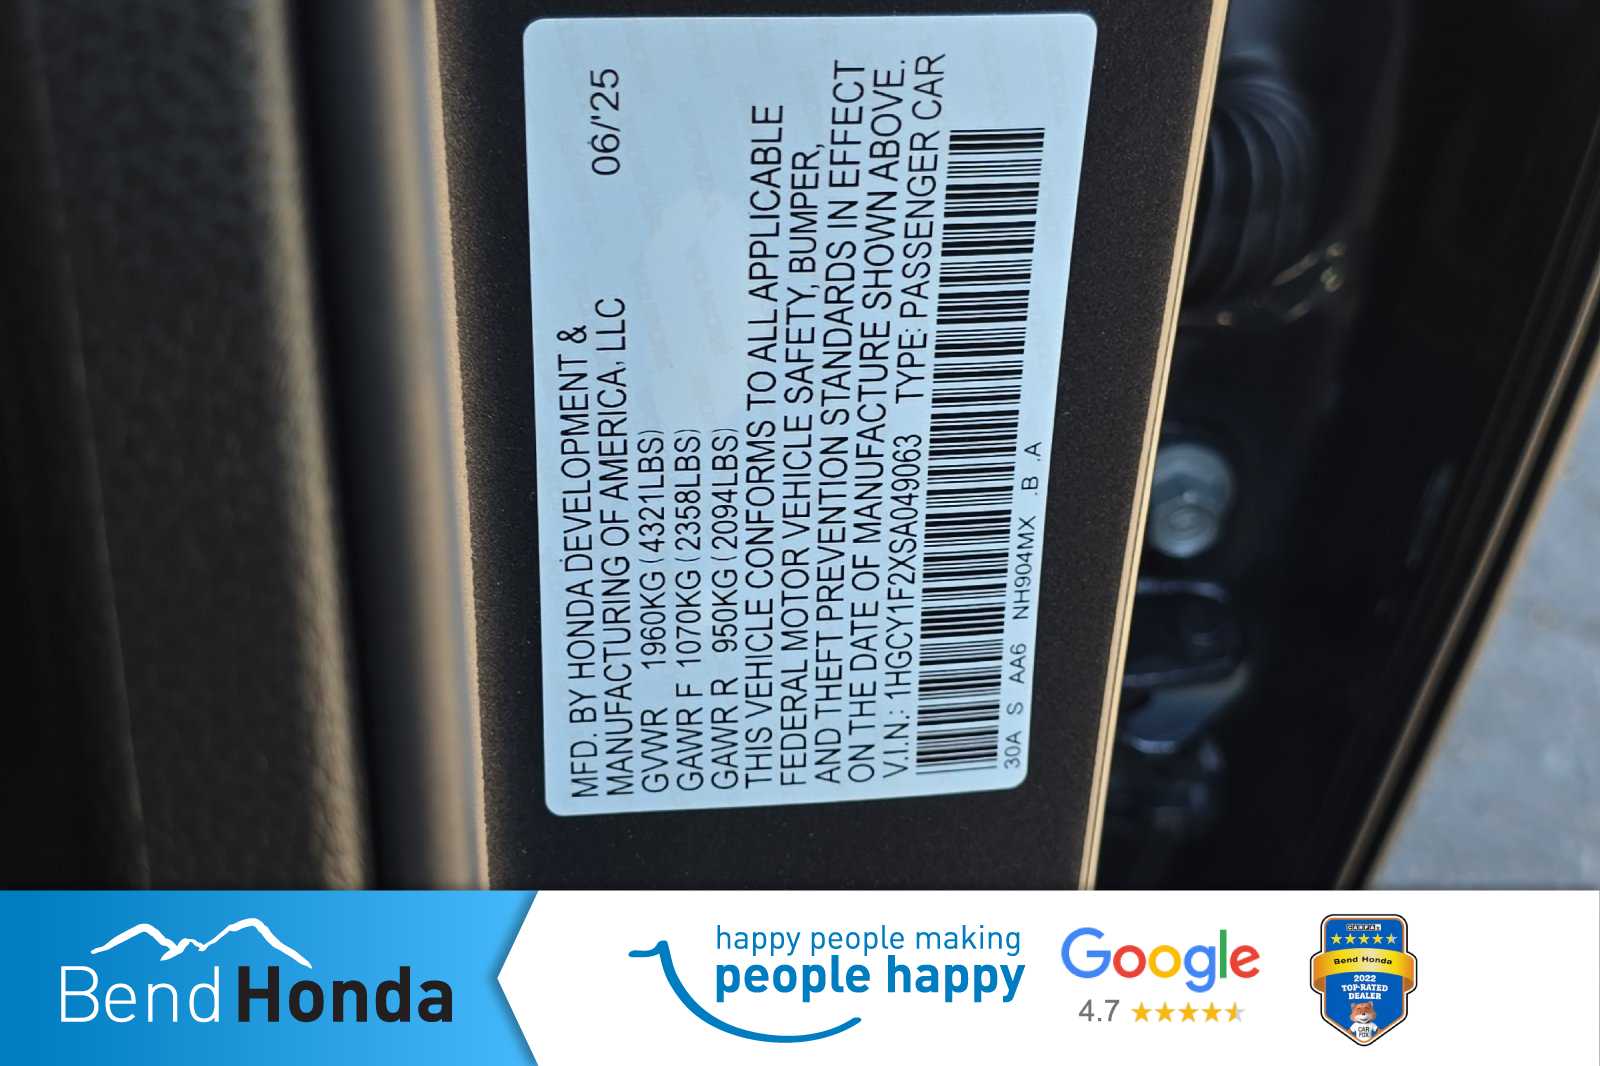 MFD. BY HONDA DEVELOPMENT &
MANUFACTURING OF AMERICA, LLC 06/'25
GVWR 1960KG (4321LBS)
GAWR F 1070KG (2358LBS)
GAWR R 950KG (2094LBS)
THIS VEHICLE CONFORMS TO ALL APPLICABLE
FEDERAL MOTOR VEHICLE SAFETY, BUMPER,
AND THEFT PREVENTION STANDARDS IN EFFECT
ON THE DATE OF MANUFACTURE SHOWN ABOVE.
V.I.N.: 1HGCY1F2XSA049063 TYPE: PASSENGER CAR
30A S AA6 NH904MX .B .A
Bend Honda
happy people making
people happy
Google
4.7
CARFAX
Bend Honda
2022
TOP-RATED
DEALER
CAR
FOX